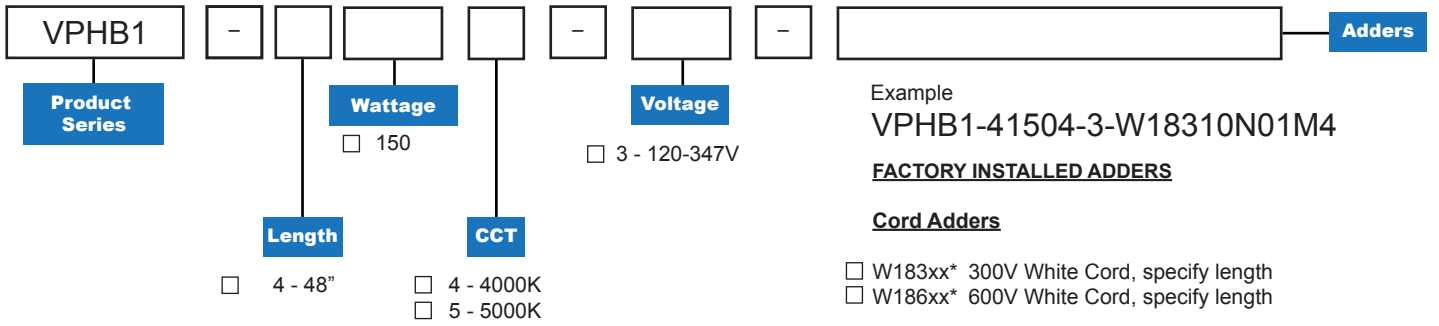 VPHB1 - - - Adders
Product
Series
Wattage
☐ 150
Voltage
☐ 3 - 120-347V
Length
☐ 4 - 48”
CCT
☐ 4 - 4000K
☐ 5 - 5000K
Example
VPHB1-41504-3-W18310N01M4
FACTORY INSTALLED ADDERS
Cord Adders
☐ W183xx* 300V White Cord, specify length
☐ W186xx* 600V White Cord, specify length